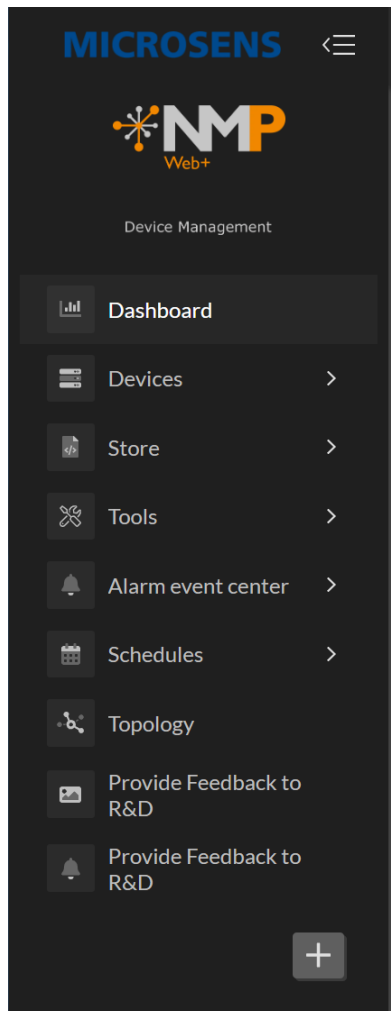 MICROSENS
NMP
Web+
Device Management
Dashboard
Devices
Store
Tools
Alarm event center
Schedules
Topology
Provide Feedback to
R&D
Provide Feedback to
R&D